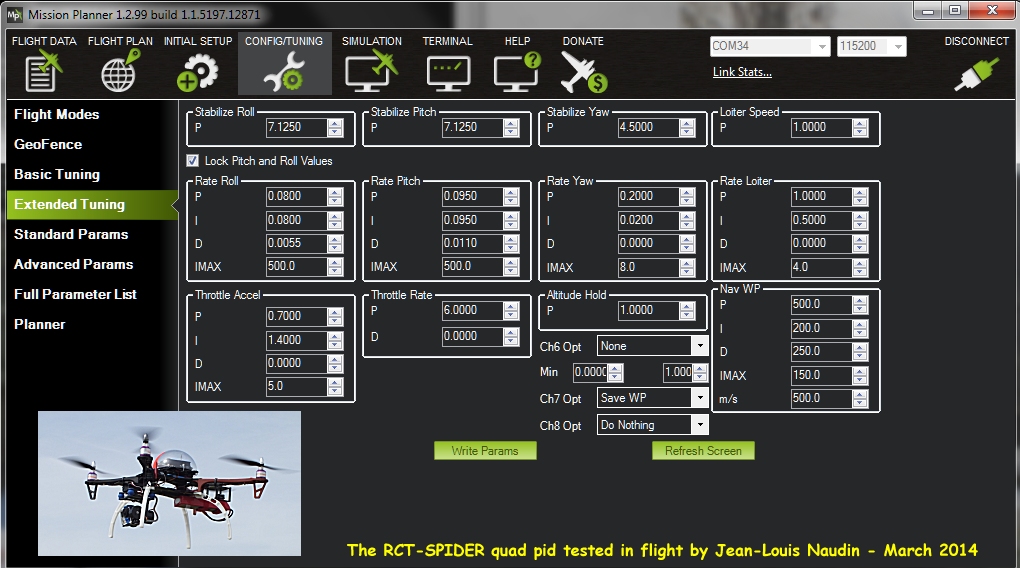 Mp Mission Planner 1.2.99 build 1.1.5197.12871
FLIGHT DATA FLIGHT PLAN INITIAL SETUP CONFIG/TUNING SIMULATION TERMINAL HELP DONATE COM34 115200 DISCONNECT
Link Stats...
Flight Modes
GeoFence
Basic Tuning
Extended Tuning
Standard Params
Advanced Params
Full Parameter List
Planner
Stabilize Roll
P 7.1250
Stabilize Pitch
P 7.1250
Stabilize Yaw
P 4.5000
Loiter Speed
P 1.0000
Lock Pitch and Roll Values
Rate Roll
P 0.0800
I 0.0800
D 0.0055
IMAX 500.0
Rate Pitch
P 0.0950
I 0.0950
D 0.0110
IMAX 500.0
Rate Yaw
P 0.2000
I 0.0200
D 0.0000
IMAX 8.0
Rate Loiter
P 1.0000
I 0.5000
D 0.0000
IMAX 4.0
Throttle Accel
P 0.7000
I 1.4000
D 0.0000
IMAX 5.0
Throttle Rate
P 6.0000
D 0.0000
Altitude Hold
P 1.0000
Ch6 Opt None
Min 0.0000 1.000
Ch7 Opt Save WP
Ch8 Opt Do Nothing
Nav WP
P 500.0
I 200.0
D 250.0
IMAX 150.0
m/s 500.0
Write Params Refresh Screen
The RCT-SPIDER quad pid tested in flight by Jean-Louis Naudin - March 2014